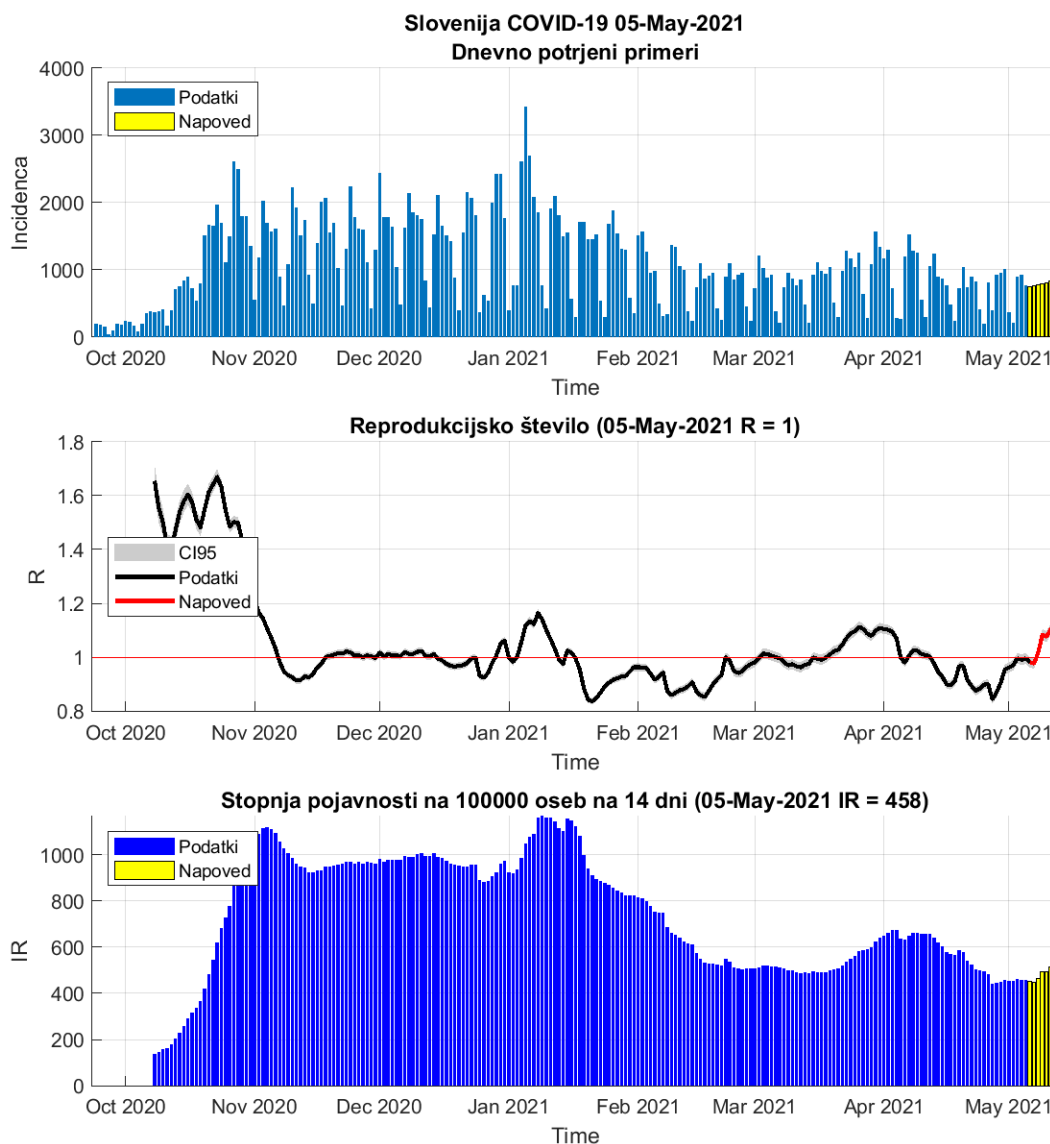 Slovenija COVID-19 05-May-2021
Dnevno potrjeni primeri
4000
3000
2000
1000
0
Incidenca
Podatki
Napoved
Oct 2020 Nov 2020 Dec 2020 Jan 2021 Feb 2021 Mar 2021 Apr 2021 May 2021
Time
Reprodukcijsko število (05-May-2021 R = 1)
1.8
1.6
1.4
1.2
1
0.8
R
CI95
Podatki
Napoved
Oct 2020 Nov 2020 Dec 2020 Jan 2021 Feb 2021 Mar 2021 Apr 2021 May 2021
Time
Stopnja pojavnosti na 100000 oseb na 14 dni (05-May-2021 IR = 458)
1000
800
600
400
200
0
IR
Podatki
Napoved
Oct 2020 Nov 2020 Dec 2020 Jan 2021 Feb 2021 Mar 2021 Apr 2021 May 2021
Time